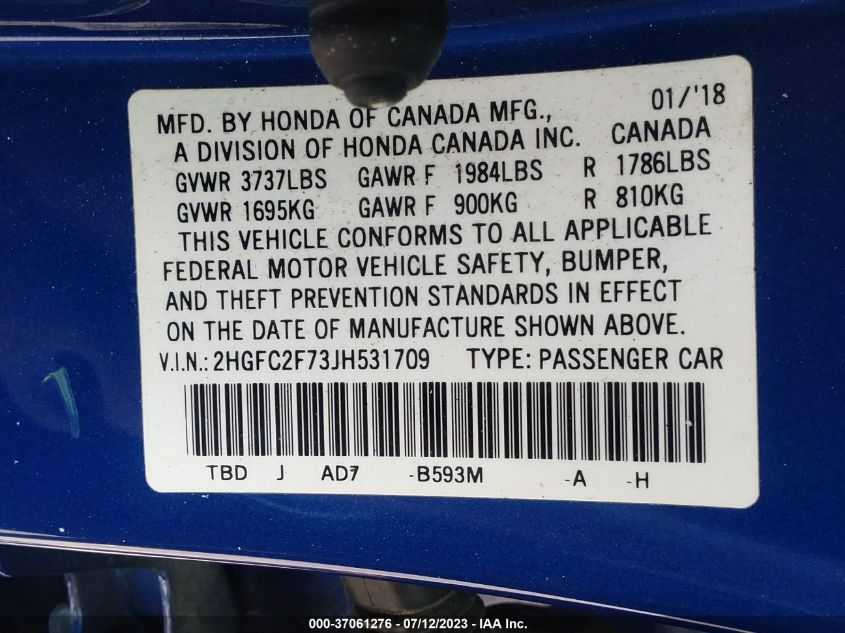 MFD. BY HONDA OF CANADA MFG., 01/'18
A DIVISION OF HONDA CANADA INC. CANADA
GVWR 3737LBS GAWR F 1984LBS R 1786LBS
GVWR 1695KG GAWR F 900KG R 810KG
THIS VEHICLE CONFORMS TO ALL APPLICABLE
FEDERAL MOTOR VEHICLE SAFETY, BUMPER,
AND THEFT PREVENTION STANDARDS IN EFFECT
ON THE DATE OF MANUFACTURE SHOWN ABOVE.
V.I.N.: 2HGFC2F73JH531709 TYPE: PASSENGER CAR
TBD J AD7 -B593M -A -H
000-37061276 - 07/12/2023 - IAA Inc.